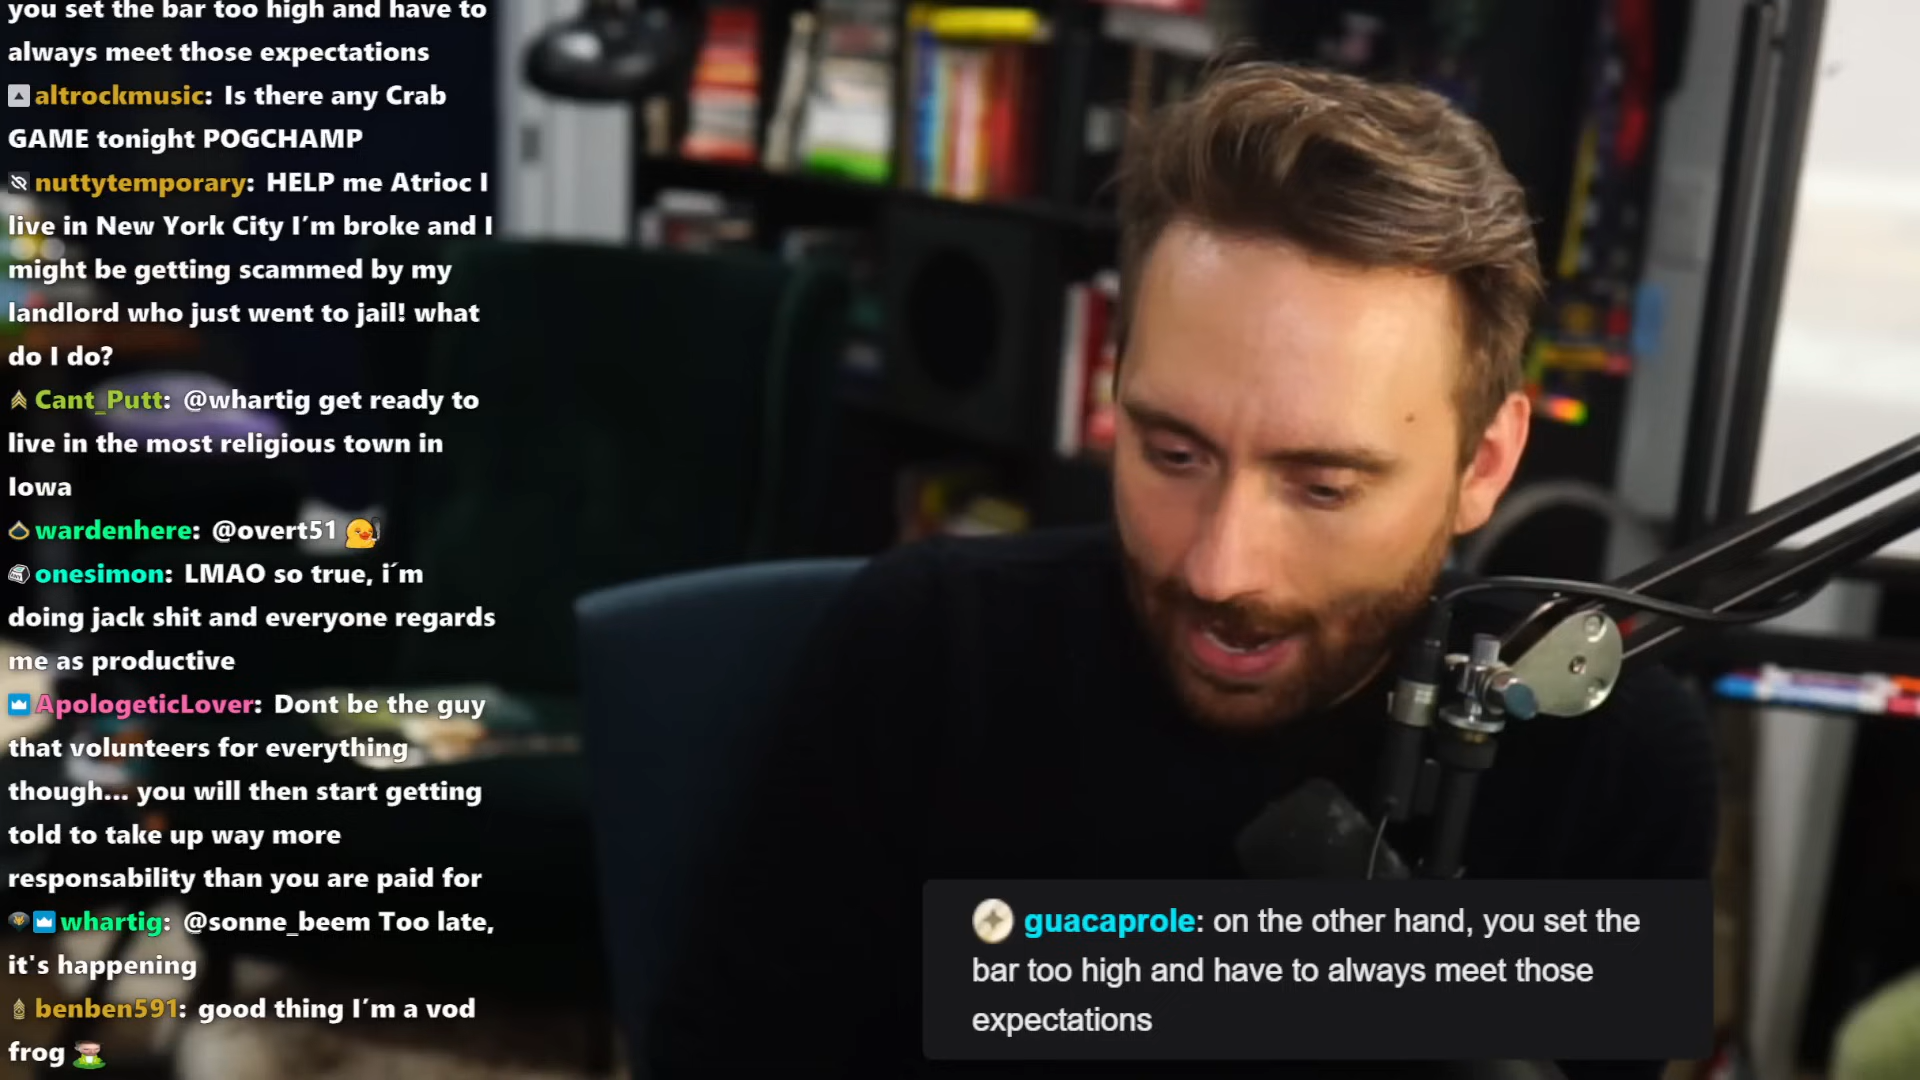 you set the bar too high and have to
always meet those expectations
altrockmusic: Is there any Crab
GAME tonight POGCHAMP
nuttytemporary: HELP me Atrioc I
live in New York City I´m broke and I
might be getting scammed by my
landlord who just went to jail! what
do I do?
Cant_Putt: @whartig get ready to
live in the most religious town in
Iowa
wardenhere: @overt51
onesimon: LMAO so true, i´m
doing jack shit and everyone regards
me as productive
ApologeticLover: Dont be the guy
that volunteers for everything
though... you will then start getting
told to take up way more
responsability than you are paid for
whartig: @sonne_beem Too late,
it's happening
benben591: good thing I´m a vod
frog
guacaprole: on the other hand, you set the
bar too high and have to always meet those
expectations